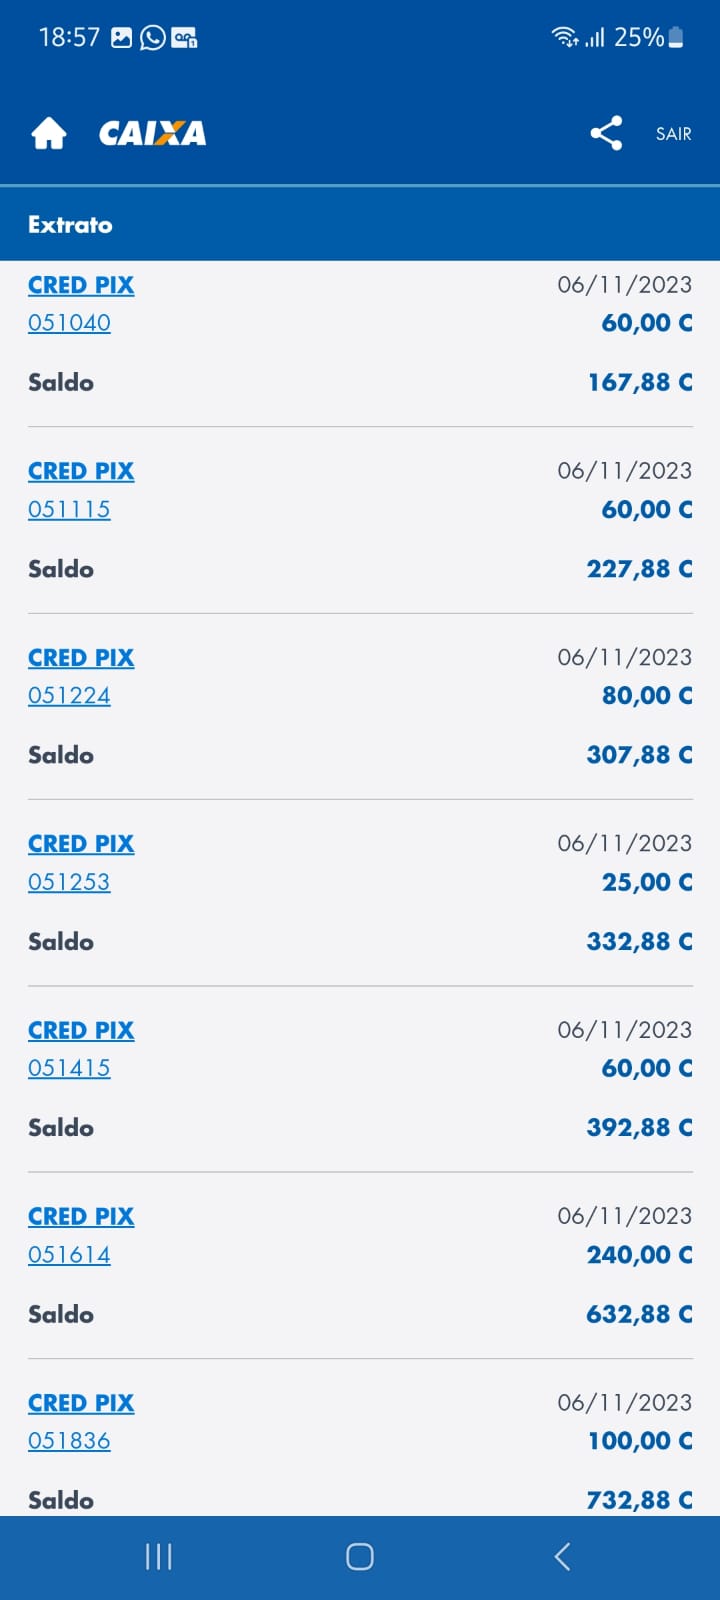 18:57 25%
CAIXA SAIR
Extrato
CRED PIX 06/11/2023
051040 60,00 C
Saldo 167,88 C
CRED PIX 06/11/2023
051115 60,00 C
Saldo 227,88 C
CRED PIX 06/11/2023
051224 80,00 C
Saldo 307,88 C
CRED PIX 06/11/2023
051253 25,00 C
Saldo 332,88 C
CRED PIX 06/11/2023
051415 60,00 C
Saldo 392,88 C
CRED PIX 06/11/2023
051614 240,00 C
Saldo 632,88 C
CRED PIX 06/11/2023
051836 100,00 C
Saldo 732,88 C